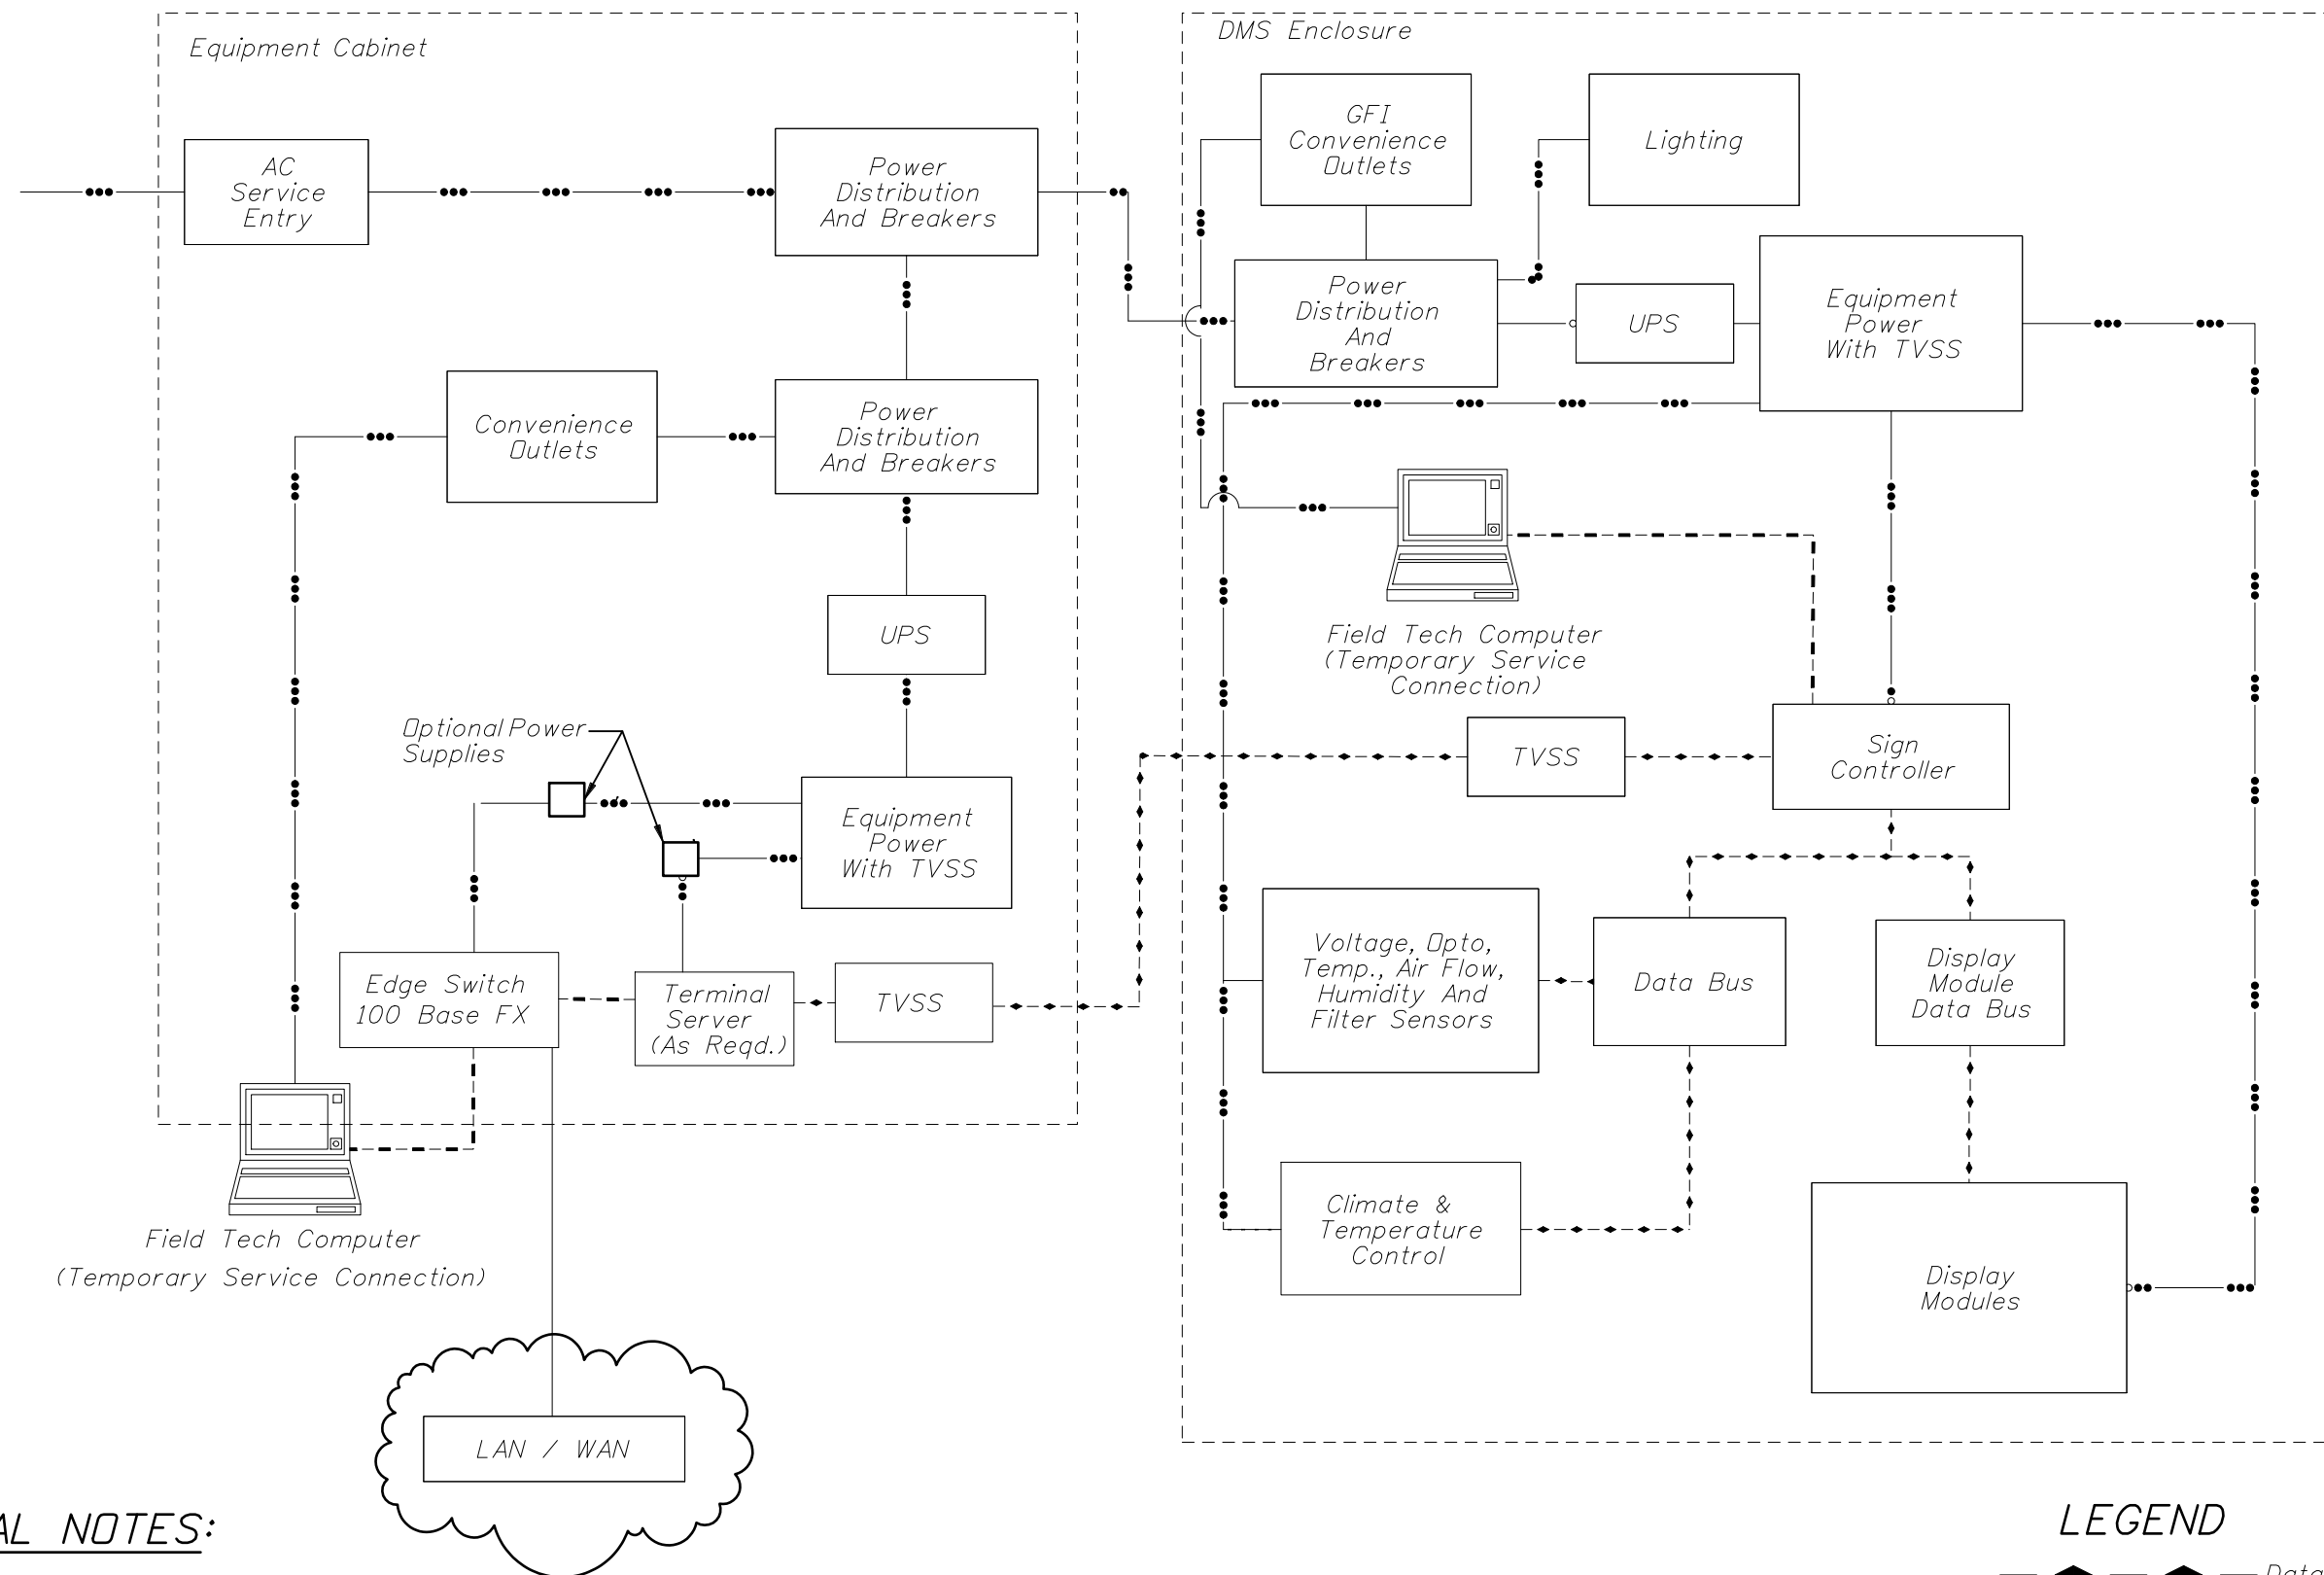 Equipment Cabinet
AC
Service
Entry
Power
Distribution
And Breakers
Convenience
Outlets
Power
Distribution
And Breakers
UPS
Optional Power
Supplies
Equipment
Power
With TVSS
Edge Switch
100 Base FX
Terminal
Server
(As Reqd.)
TVSS
Field Tech Computer
(Temporary Service Connection)
LAN / WAN
DMS Enclosure
GFI
Convenience
Outlets
Lighting
Power
Distribution
And
Breakers
UPS
Equipment
Power
With TVSS
Field Tech Computer
(Temporary Service
Connection)
TVSS
Sign
Controller
Voltage, Opto,
Temp., Air Flow,
Humidity And
Filter Sensors
Data Bus
Display
Module
Data Bus
Climate &
Temperature
Control
Display
Modules
AL NOTES:
LEGEND
Data